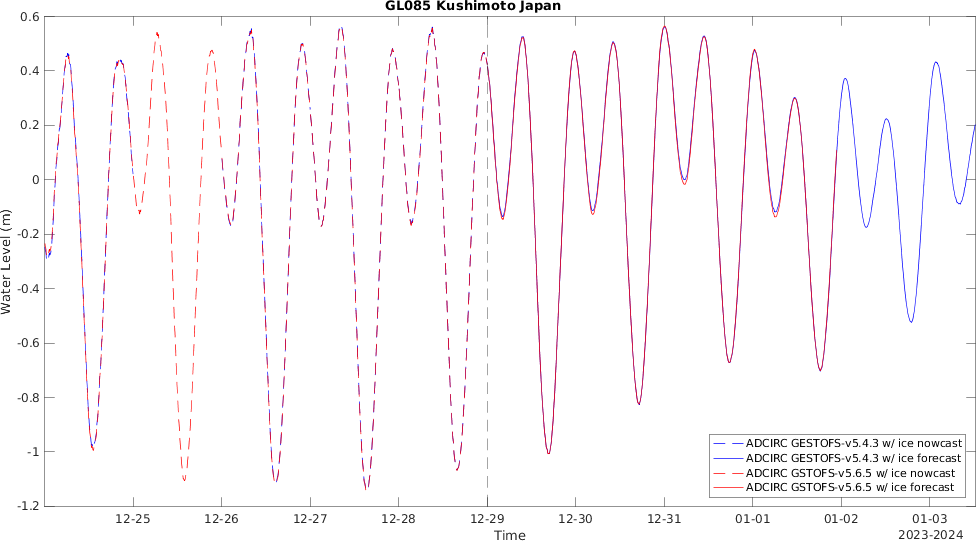 GL085 Kushimoto Japan
Water Level (m)
0.6
0.4
0.2
0
-0.2
-0.4
-0.6
-0.8
-1
-1.2
ADCIRC GESTOFS-v5.4.3 w/ ice nowcast
ADCIRC GESTOFS-v5.4.3 w/ ice forecast
ADCIRC GSTOFS-v5.6.5 w/ ice nowcast
ADCIRC GSTOFS-v5.6.5 w/ ice forecast
12-25 12-26 12-27 12-28 12-29 12-30 12-31 01-01 01-02 01-03
Time
2023-2024